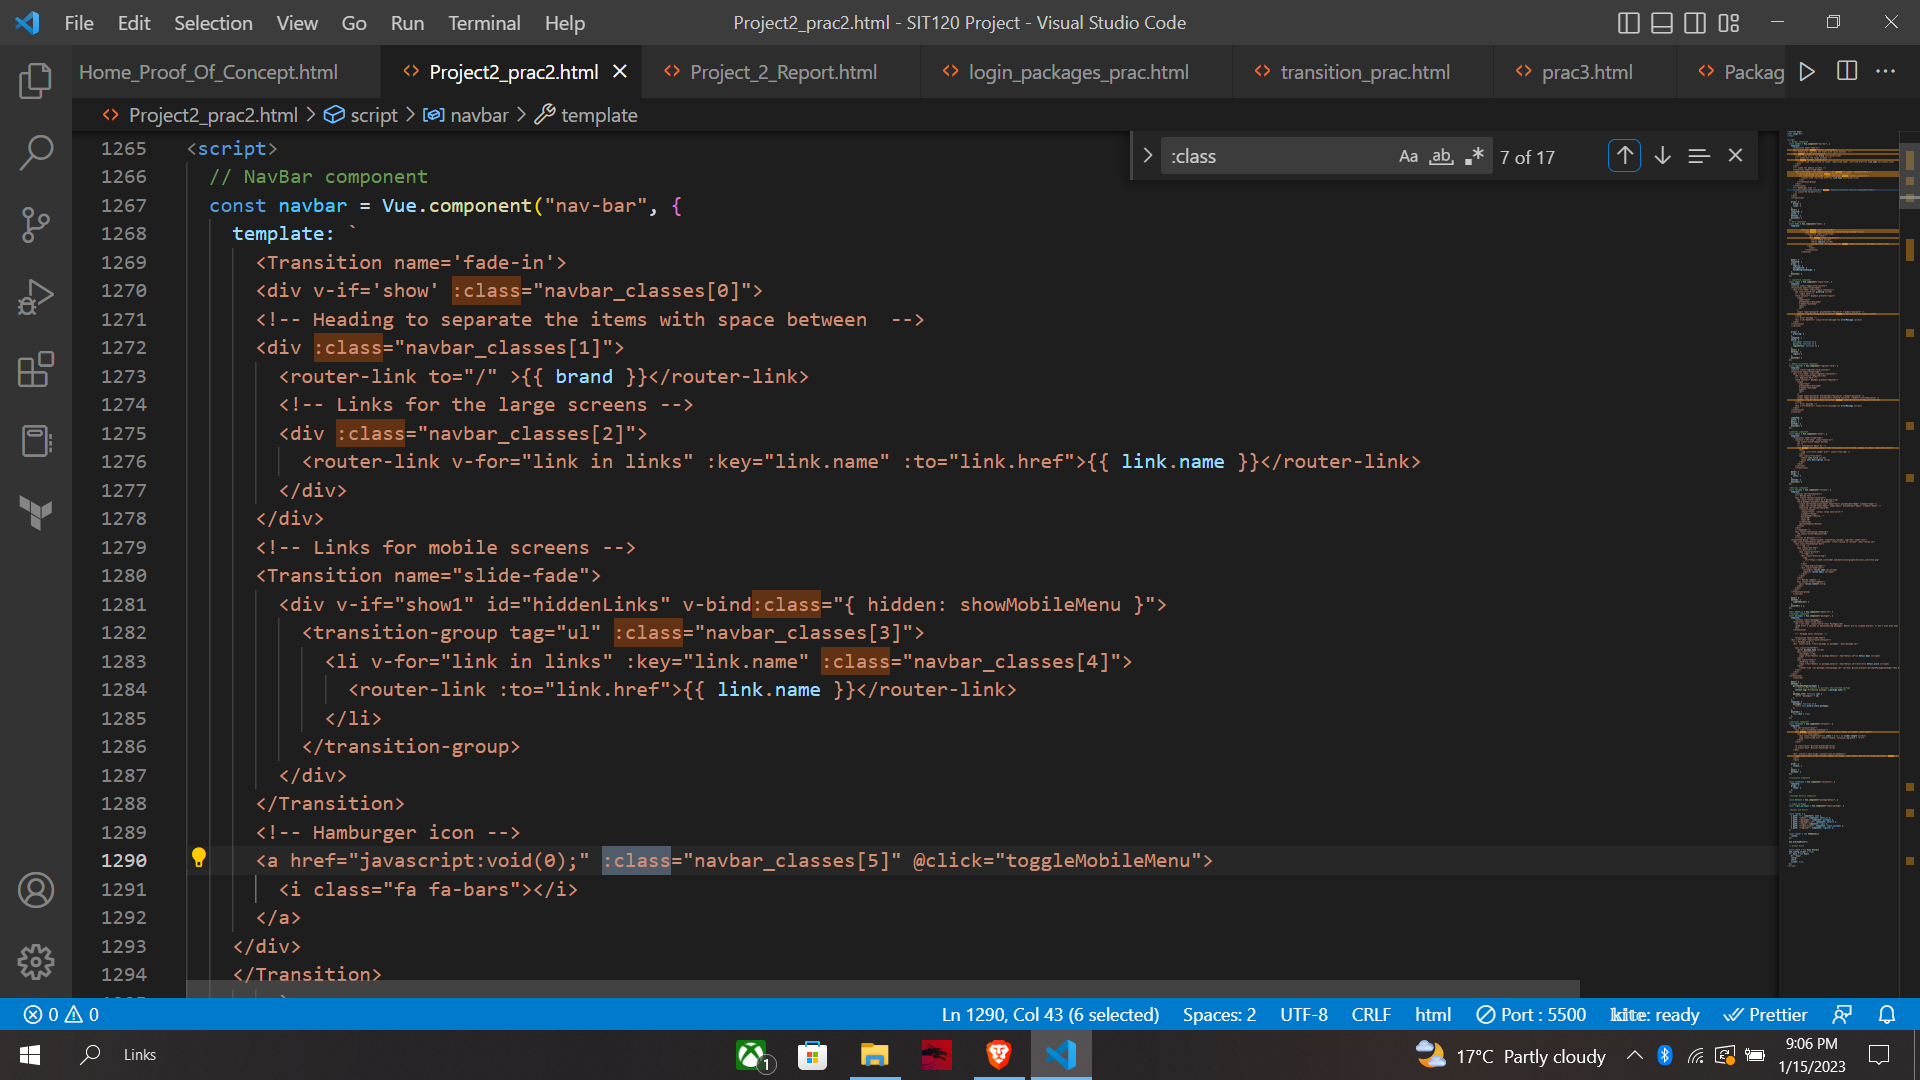 File Edit Selection View Go Run Terminal Help Project2_prac2.html - SIT120 Project - Visual Studio Code
Home_Proof_Of_Concept.html Project2_prac2.html Project_2_Report.html login_packages_prac.html transition_prac.html prac3.html Packag
Project2_prac2.html > script > navbar > template
:class Aa ab 7 of 17
1265 <script>
1266 // NavBar component
1267 const navbar = Vue.component("nav-bar", {
1268 template: `
1269 <Transition name='fade-in'>
1270 <div v-if='show' :class="navbar_classes[0]">
1271 <!-- Heading to separate the items with space between  -->
1272 <div :class="navbar_classes[1]">
1273 <router-link to="/" >{{ brand }}</router-link>
1274 <!-- Links for the large screens -->
1275 <div :class="navbar_classes[2]">
1276 <router-link v-for="link in links" :key="link.name" :to="link.href">{{ link.name }}</router-link>
1277 </div>
1278 </div>
1279 <!-- Links for mobile screens -->
1280 <Transition name="slide-fade">
1281 <div v-if="show1" id="hiddenLinks" v-bind:class="{ hidden: showMobileMenu }">
1282 <transition-group tag="ul" :class="navbar_classes[3]">
1283 <li v-for="link in links" :key="link.name" :class="navbar_classes[4]">
1284 <router-link :to="link.href">{{ link.name }}</router-link>
1285 </li>
1286 </transition-group>
1287 </div>
1288 </Transition>
1289 <!-- Hamburger icon -->
1290 <a href="javascript:void(0);" :class="navbar_classes[5]" @click="toggleMobileMenu">
1291 <i class="fa fa-bars"></i>
1292 </a>
1293 </div>
1294 </Transition>
0 0 Ln 1290, Col 43 (6 selected) Spaces: 2 UTF-8 CRLF html Port : 5500 kite: ready Prettier
Links 1 17°C Partly cloudy 9:06 PM
1/15/2023